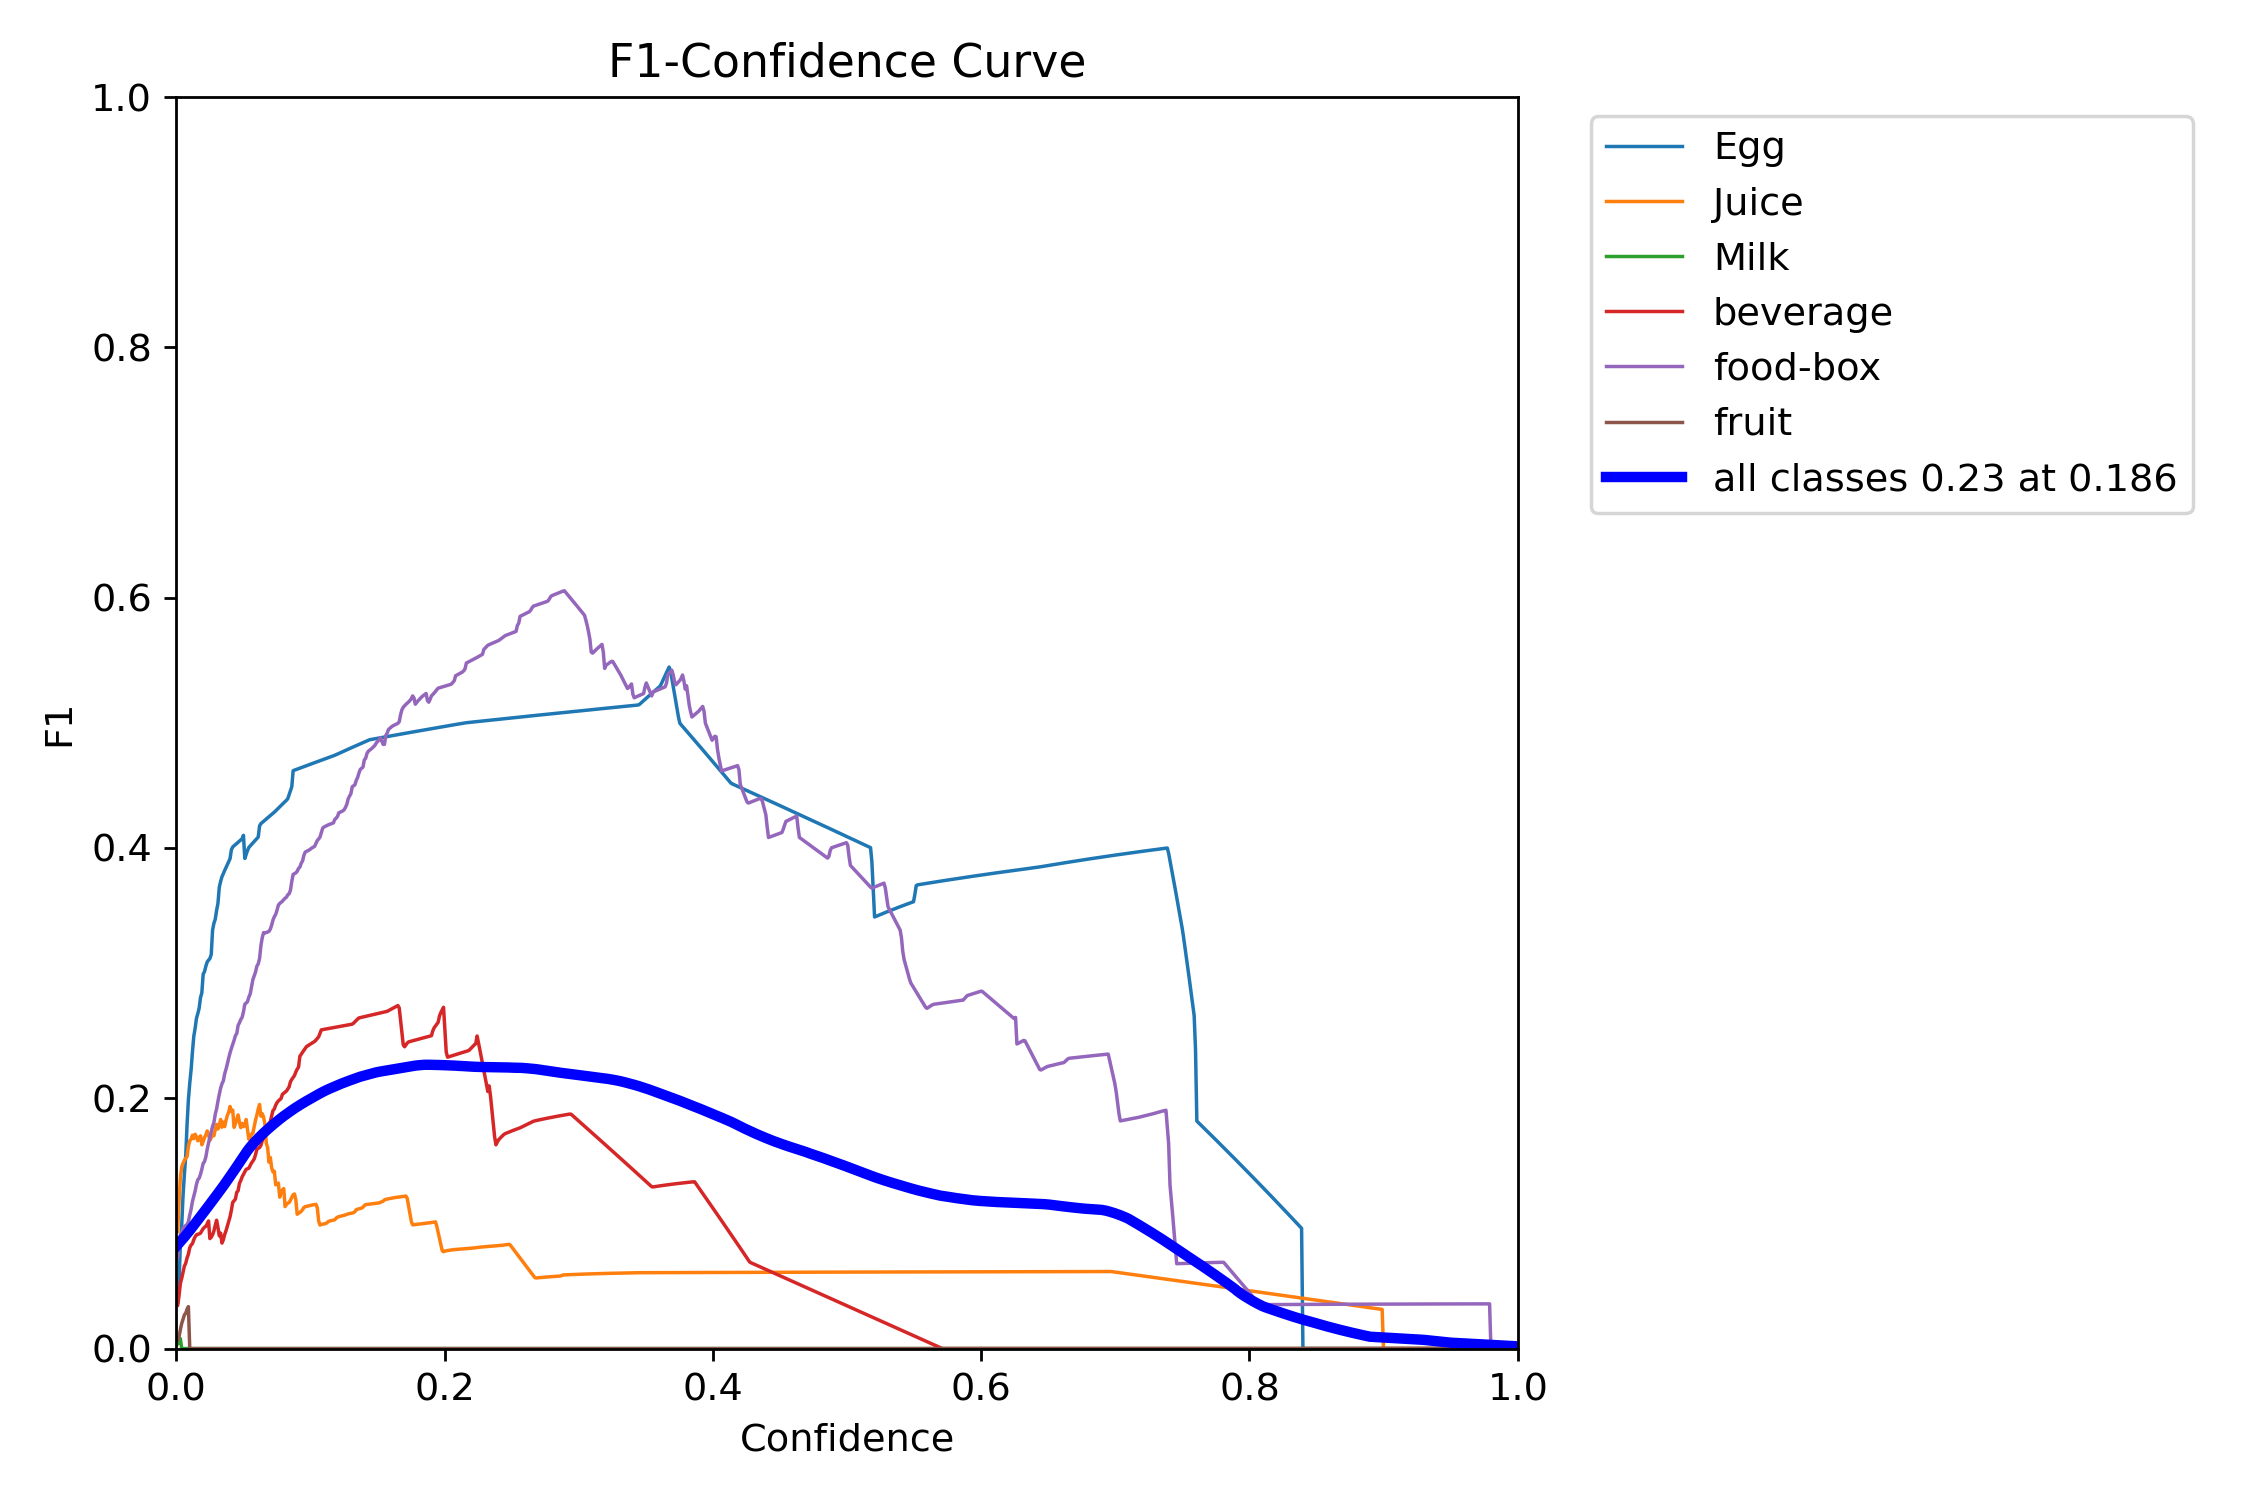 F1-Confidence Curve
1.0
0.8
0.6
0.4
0.2
0.0
F1
0.0 0.2 0.4 0.6 0.8 1.0
Confidence
Egg
Juice
Milk
beverage
food-box
fruit
all classes 0.23 at 0.186